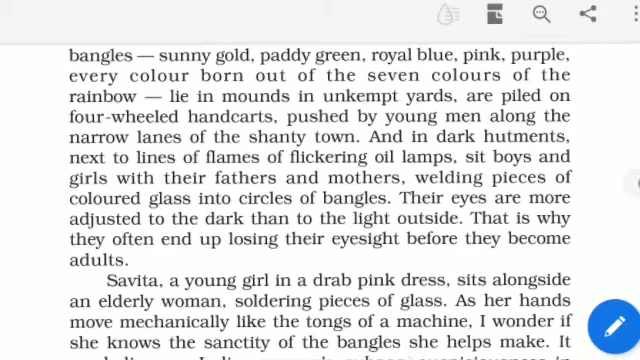 bangles — sunny gold, paddy green, royal blue, pink, purple,
every colour born out of the seven colours of the
rainbow — lie in mounds in unkempt yards, are piled on
four-wheeled handcarts, pushed by young men along the
narrow lanes of the shanty town. And in dark hutments,
next to lines of flames of flickering oil lamps, sit boys and
girls with their fathers and mothers, welding pieces of
coloured glass into circles of bangles. Their eyes are more
adjusted to the dark than to the light outside. That is why
they often end up losing their eyesight before they become
adults.
Savita, a young girl in a drab pink dress, sits alongside
an elderly woman, soldering pieces of glass. As her hands
move mechanically like the tongs of a machine, I wonder if
she knows the sanctity of the bangles she helps make. It